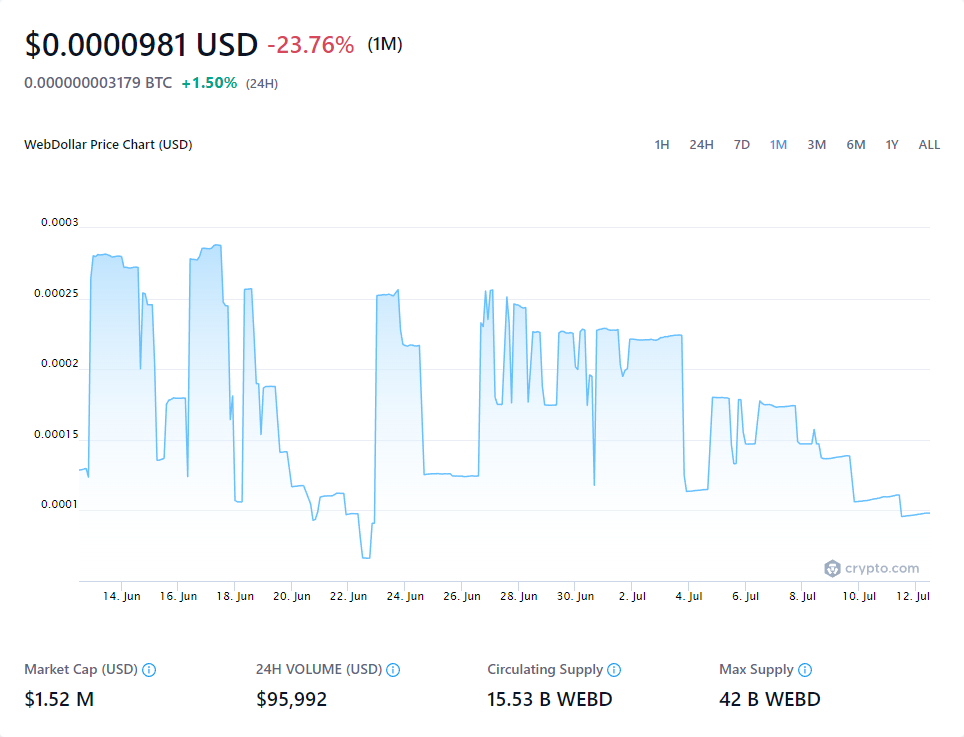 $0.0000981 USD -23.76% (1M)
0.000000003179 BTC +1.50% (24H)
WebDollar Price Chart (USD) 1H 24H 7D 1M 3M 6M 1Y ALL
0.0003
0.00025
0.0002
0.00015
0.0001
crypto.com
14. Jun 16. Jun 18. Jun 20. Jun 22. Jun 24. Jun 26. Jun 28. Jun 30. Jun 2. Jul 4. Jul 6. Jul 8. Jul 10. Jul 12. Jul
Market Cap (USD) 24H VOLUME (USD) Circulating Supply Max Supply
$1.52 M $95,992 15.53 B WEBD 42 B WEBD